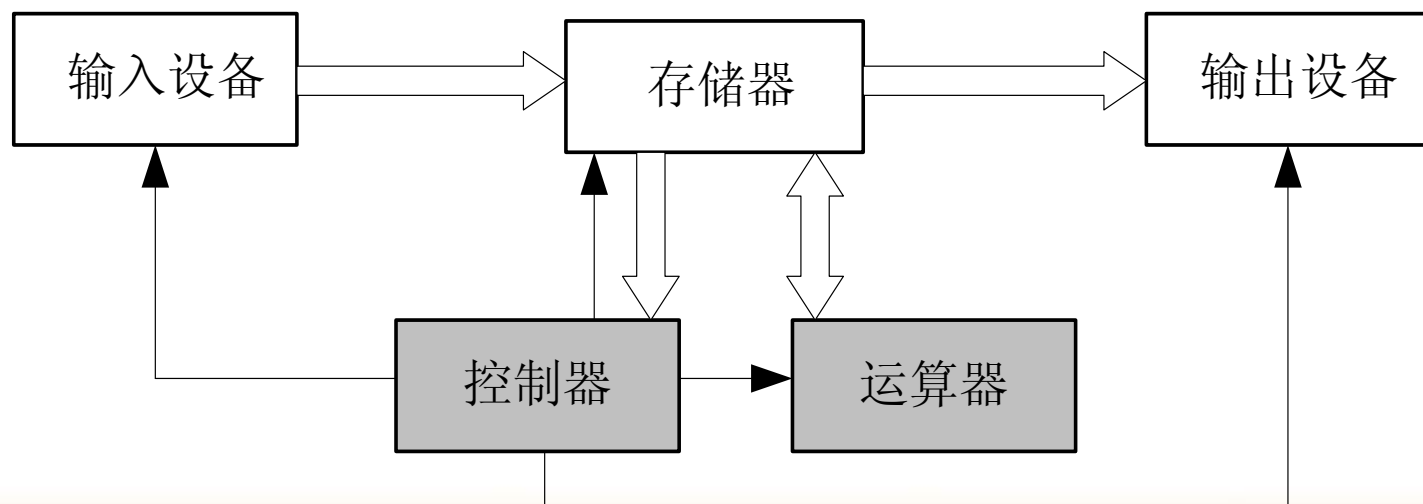 输入设备
存储器
输出设备
控制器
运算器